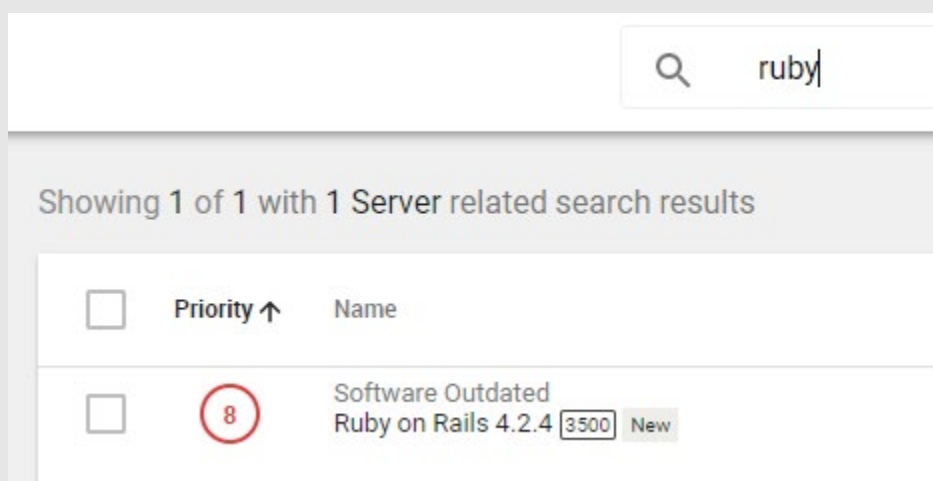 ruby
Showing 1 of 1 with 1 Server related search results
Priority Name
8
Software Outdated
Ruby on Rails 4.2.4 3500 New